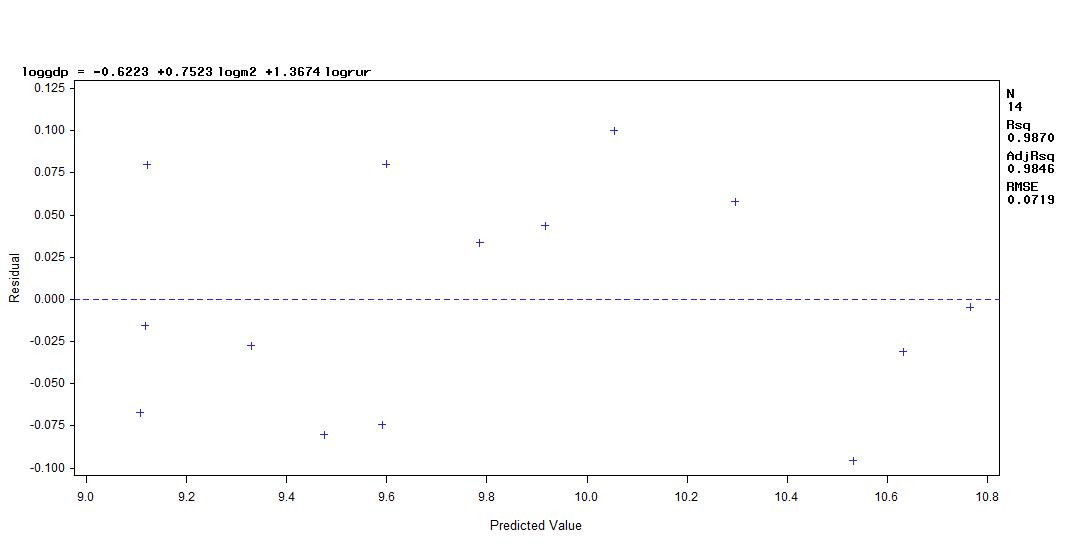 loggdp = -0.6223 +0.7523 logm2 +1.3674 logrur
0.125
0.100
0.075
0.050
0.025
0.000
-0.025
-0.050
-0.075
-0.100
Residual
9.0 9.2 9.4 9.6 9.8 10.0 10.2 10.4 10.6 10.8
Predicted Value
N
14
Rsq
0.9870
AdjRsq
0.9846
RMSE
0.0719